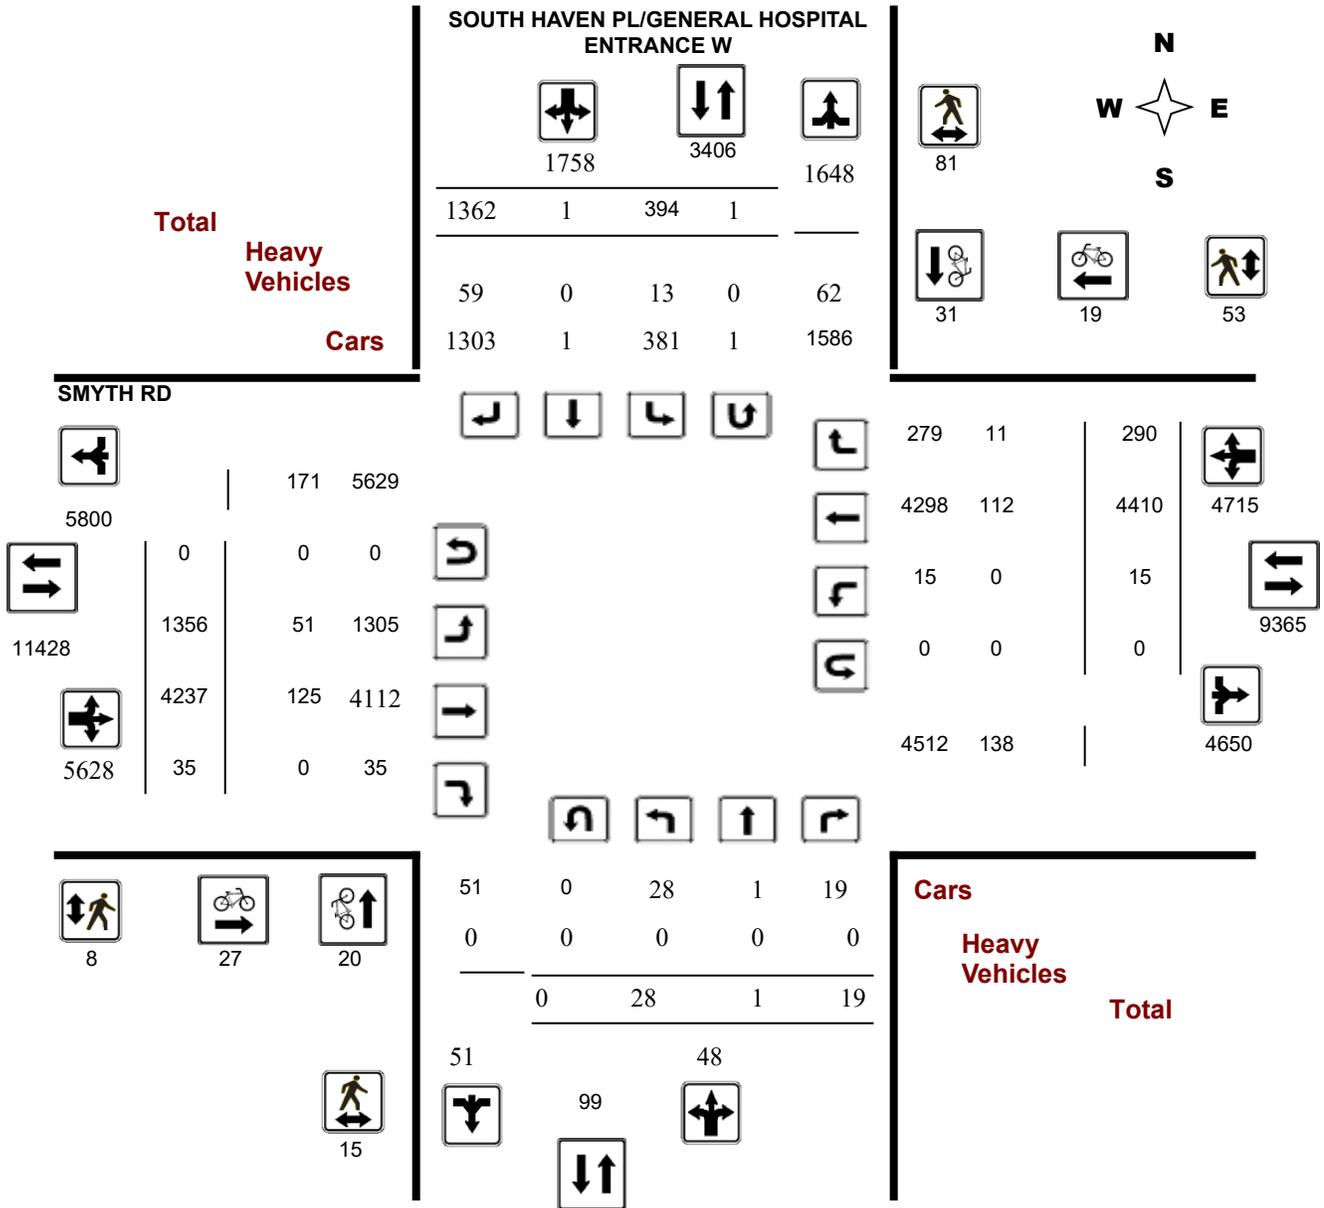 SOUTH HAVEN PL/GENERAL HOSPITAL
ENTRANCE W
N
W E
S
1758
3406
1648
81
1362 1 394 1
Total
Heavy
Vehicles
59 0 13 0 62
Cars
1303 1 381 1 1586
31 19 53
SMYTH RD
5800
171 5629
0 0 0
11428
1356 51 1305
4237 125 4112
5628
35 0 35
279 11 290
4298 112 4410 4715
15 0 15
9365
0 0 0
4512 138 4650
51 0 28 1 19
0 0 0 0 0
0 28 1 19
Cars
Heavy
Vehicles
Total
8 27 20
51 48
99
15